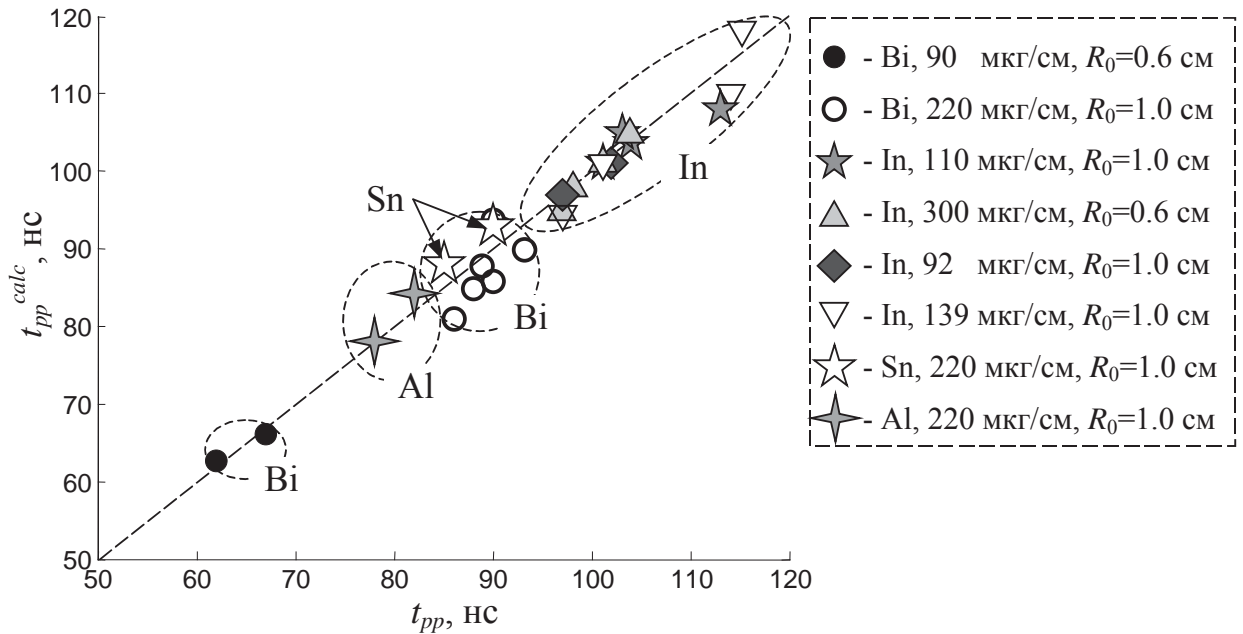 120
110
100
90
80
70
60
50
50
60
70
80
90
100
110
120
t_pp^calc, нс
t_pp, нс
Sn
In
Bi
Al
Bi
- Bi, 90 мкг/см, R₀=0.6 см
- Bi, 220 мкг/см, R₀=1.0 см
- In, 110 мкг/см, R₀=1.0 см
- In, 300 мкг/см, R₀=0.6 см
- In, 92 мкг/см, R₀=1.0 см
- In, 139 мкг/см, R₀=1.0 см
- Sn, 220 мкг/см, R₀=1.0 см
- Al, 220 мкг/см, R₀=1.0 см